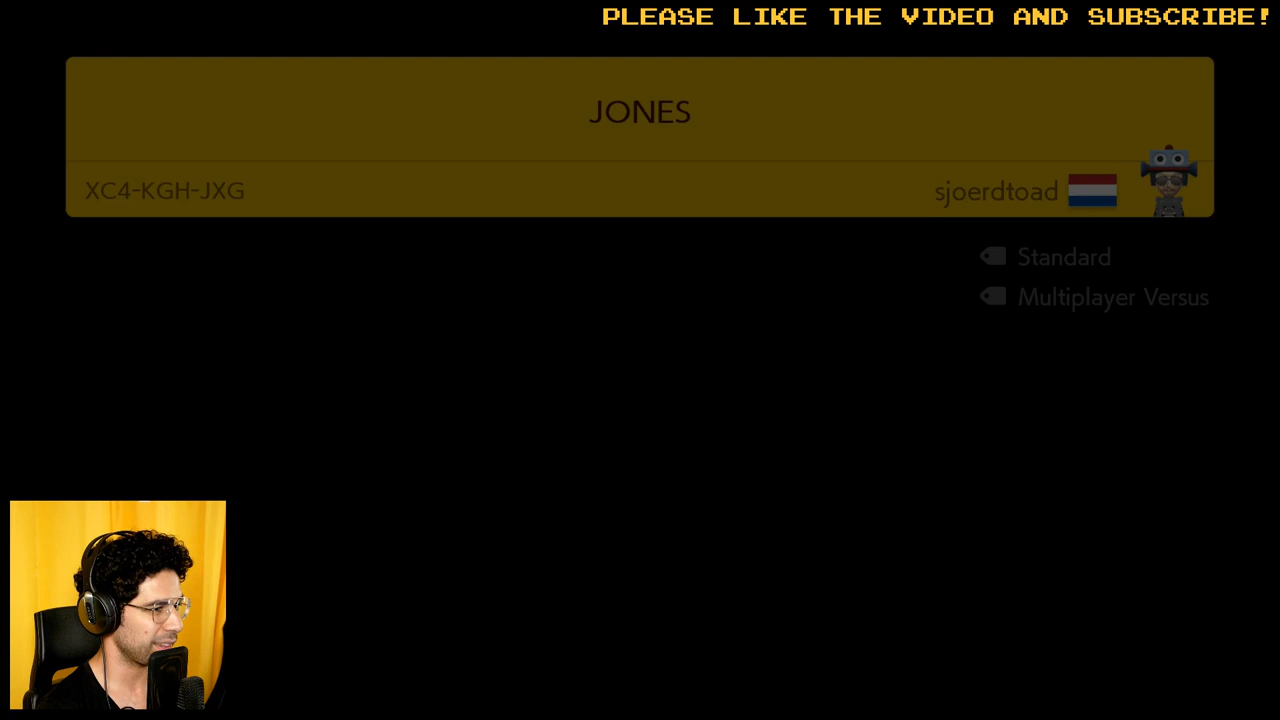 PLEASE LIKE THE VIDEO AND SUBSCRIBE!
JONES
XC4-KGH-JXG
sjoerdtoad
Standard
Multiplayer Versus